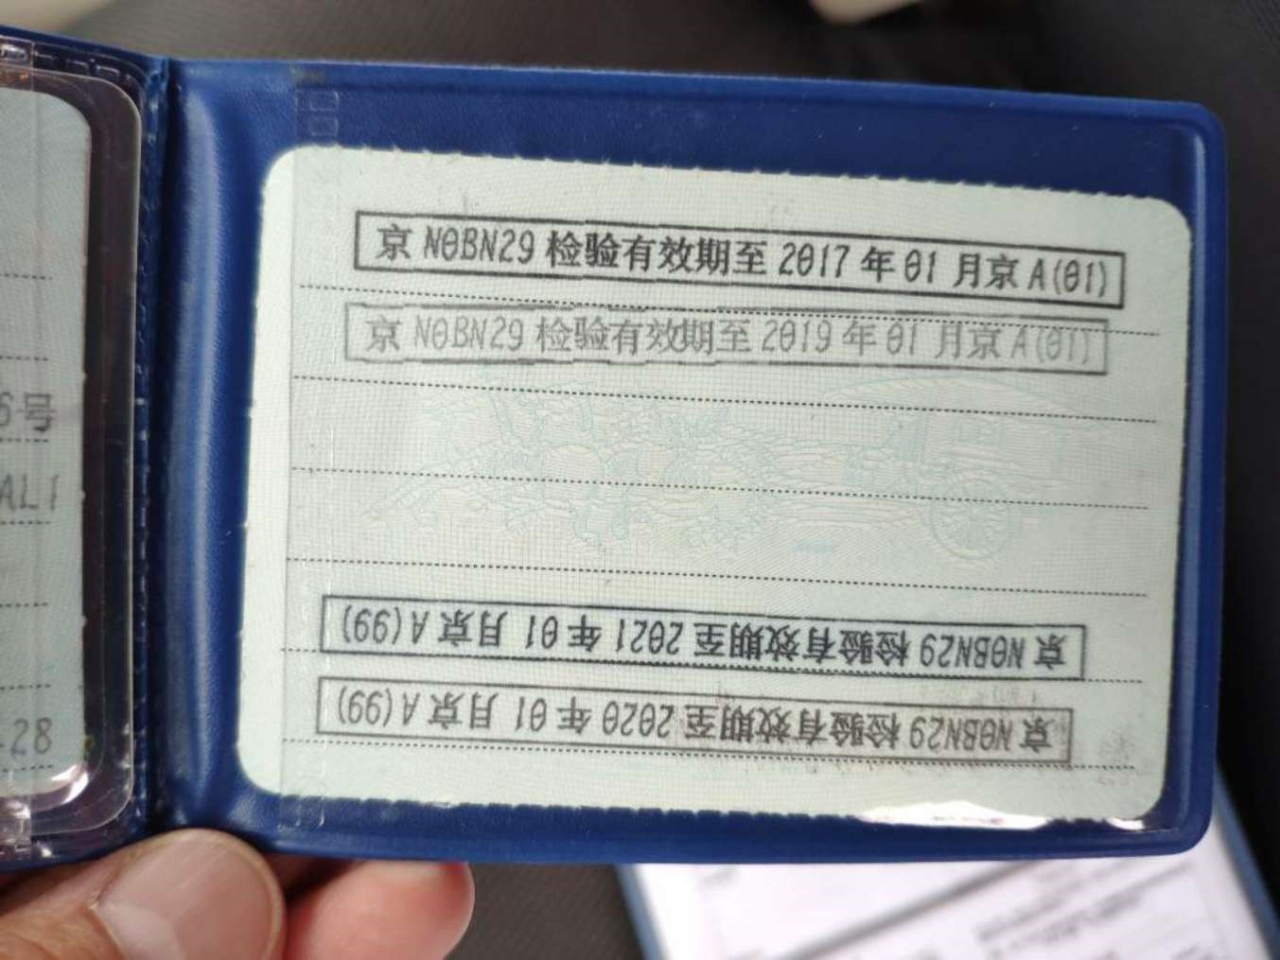 京 N0BN29 检验有效期至 2017 年 01 月京 A(01)
京 N0BN29 检验有效期至 2019 年 01 月京 A(01)
6号
AL1
京 N0BN29 检验有效期至 2021 年 01 月京 A(99)
京 N0BN29 检验有效期至 2020 年 01 月京 A(99)
-28